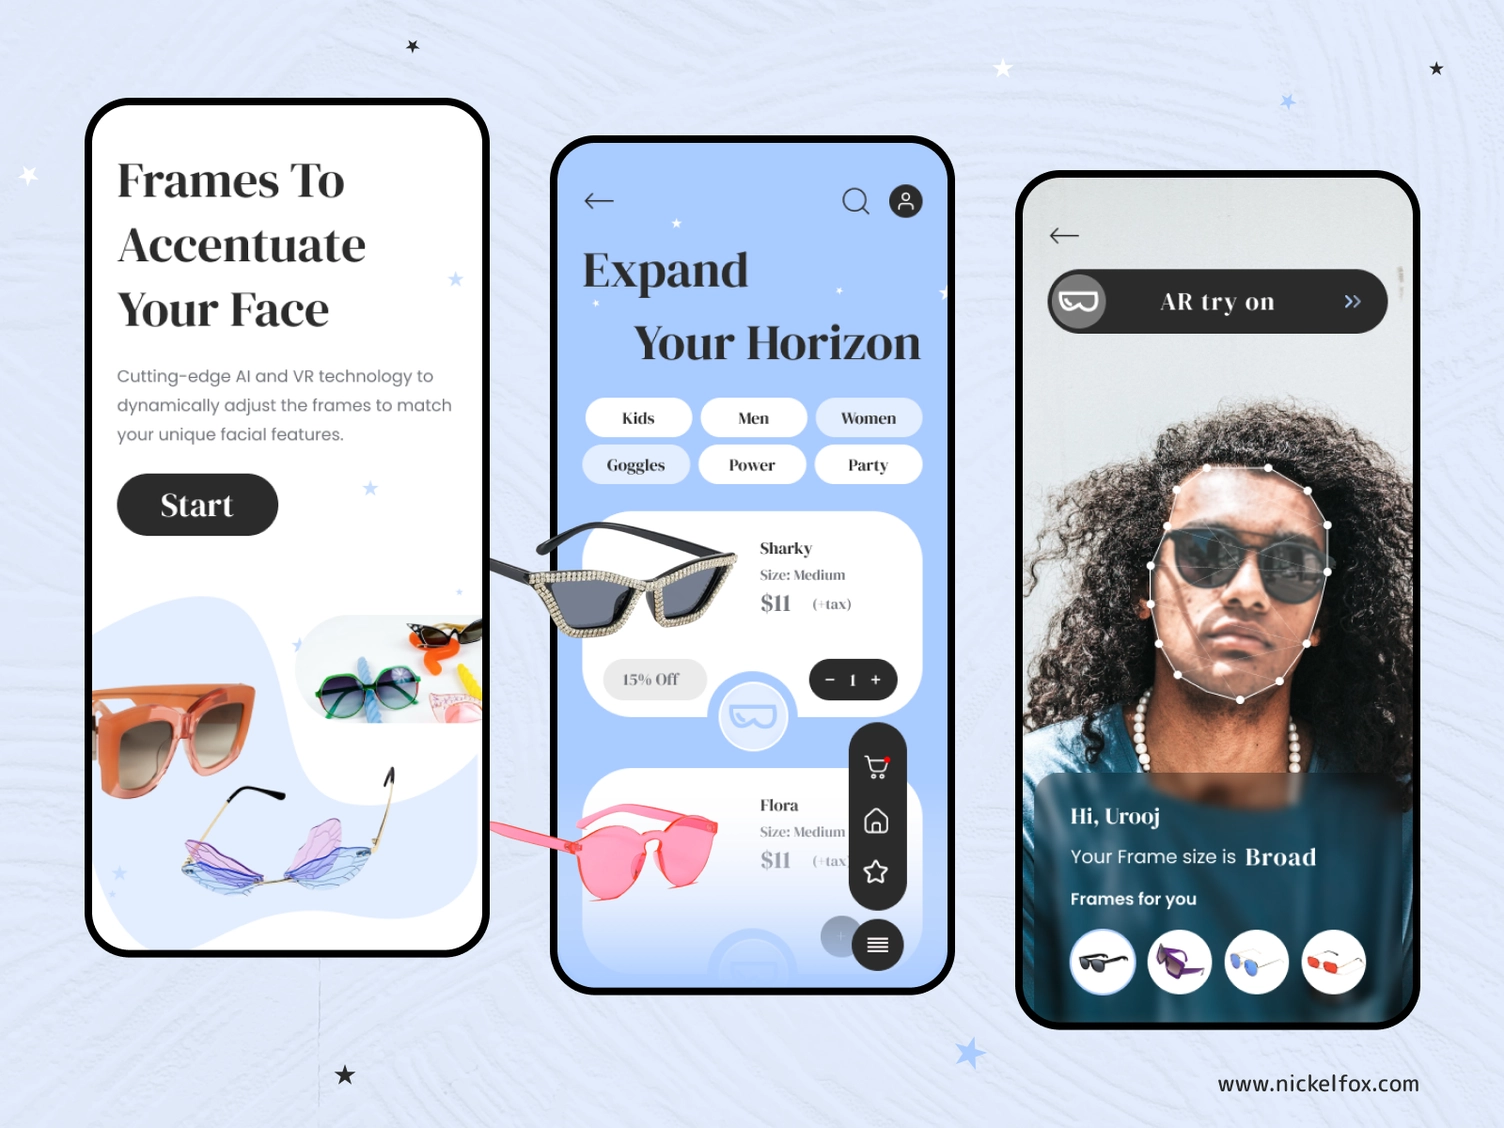 Frames To
Accentuate
Your Face
Cutting-edge AI and VR technology to
dynamically adjust the frames to match
your unique facial features.
Start
Expand
Your Horizon
Kids
Men
Women
Goggles
Power
Party
Sharky
Size: Medium
$11 (+tax)
15% Off
− 1 +
Flora
Size: Medium
$11 (+tax
+
AR try on
Hi, Urooj
Your Frame size is Broad
Frames for you
www.nickelfox.com